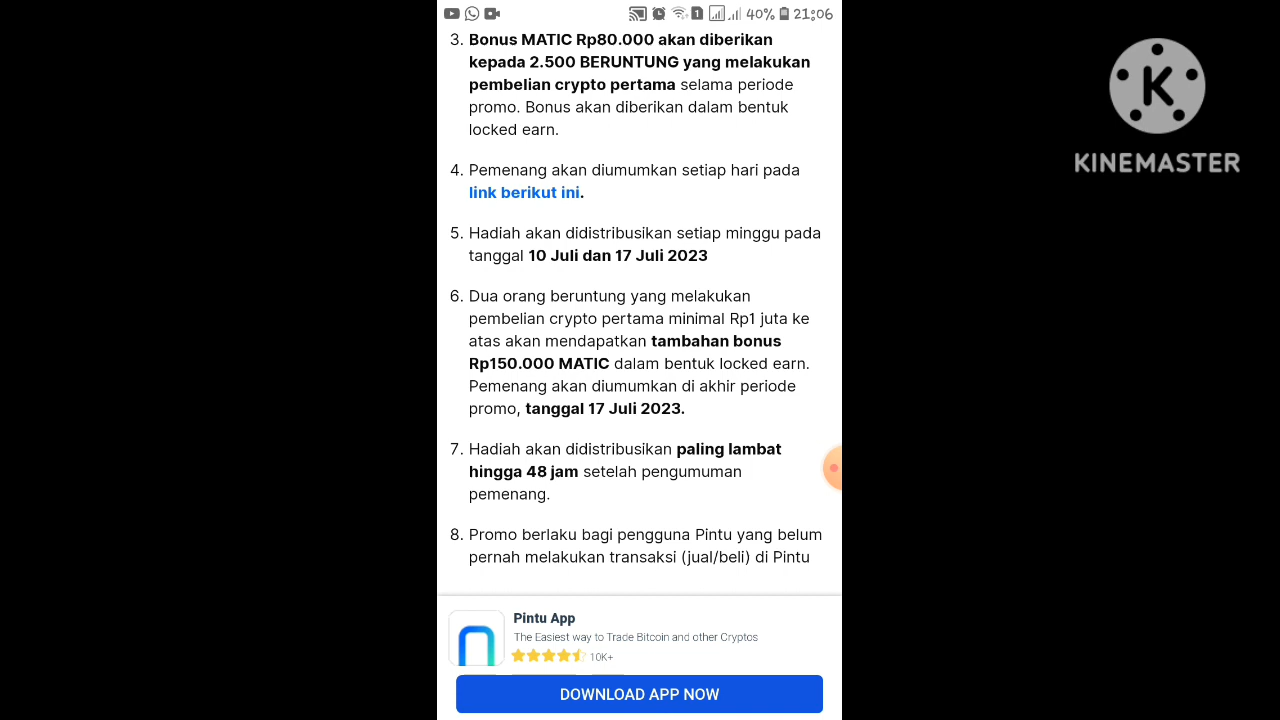 1 40% 21:06
3. Bonus MATIC Rp80.000 akan diberikan
kepada 2.500 BERUNTUNG yang melakukan
pembelian crypto pertama selama periode
promo. Bonus akan diberikan dalam bentuk
locked earn.
4. Pemenang akan diumumkan setiap hari pada
link berikut ini.
5. Hadiah akan didistribusikan setiap minggu pada
tanggal 10 Juli dan 17 Juli 2023
6. Dua orang beruntung yang melakukan
pembelian crypto pertama minimal Rp1 juta ke
atas akan mendapatkan tambahan bonus
Rp150.000 MATIC dalam bentuk locked earn.
Pemenang akan diumumkan di akhir periode
promo, tanggal 17 Juli 2023.
7. Hadiah akan didistribusikan paling lambat
hingga 48 jam setelah pengumuman
pemenang.
8. Promo berlaku bagi pengguna Pintu yang belum
pernah melakukan transaksi (jual/beli) di Pintu
Pintu App
The Easiest way to Trade Bitcoin and other Cryptos
10K+
DOWNLOAD APP NOW
K
KINEMASTER